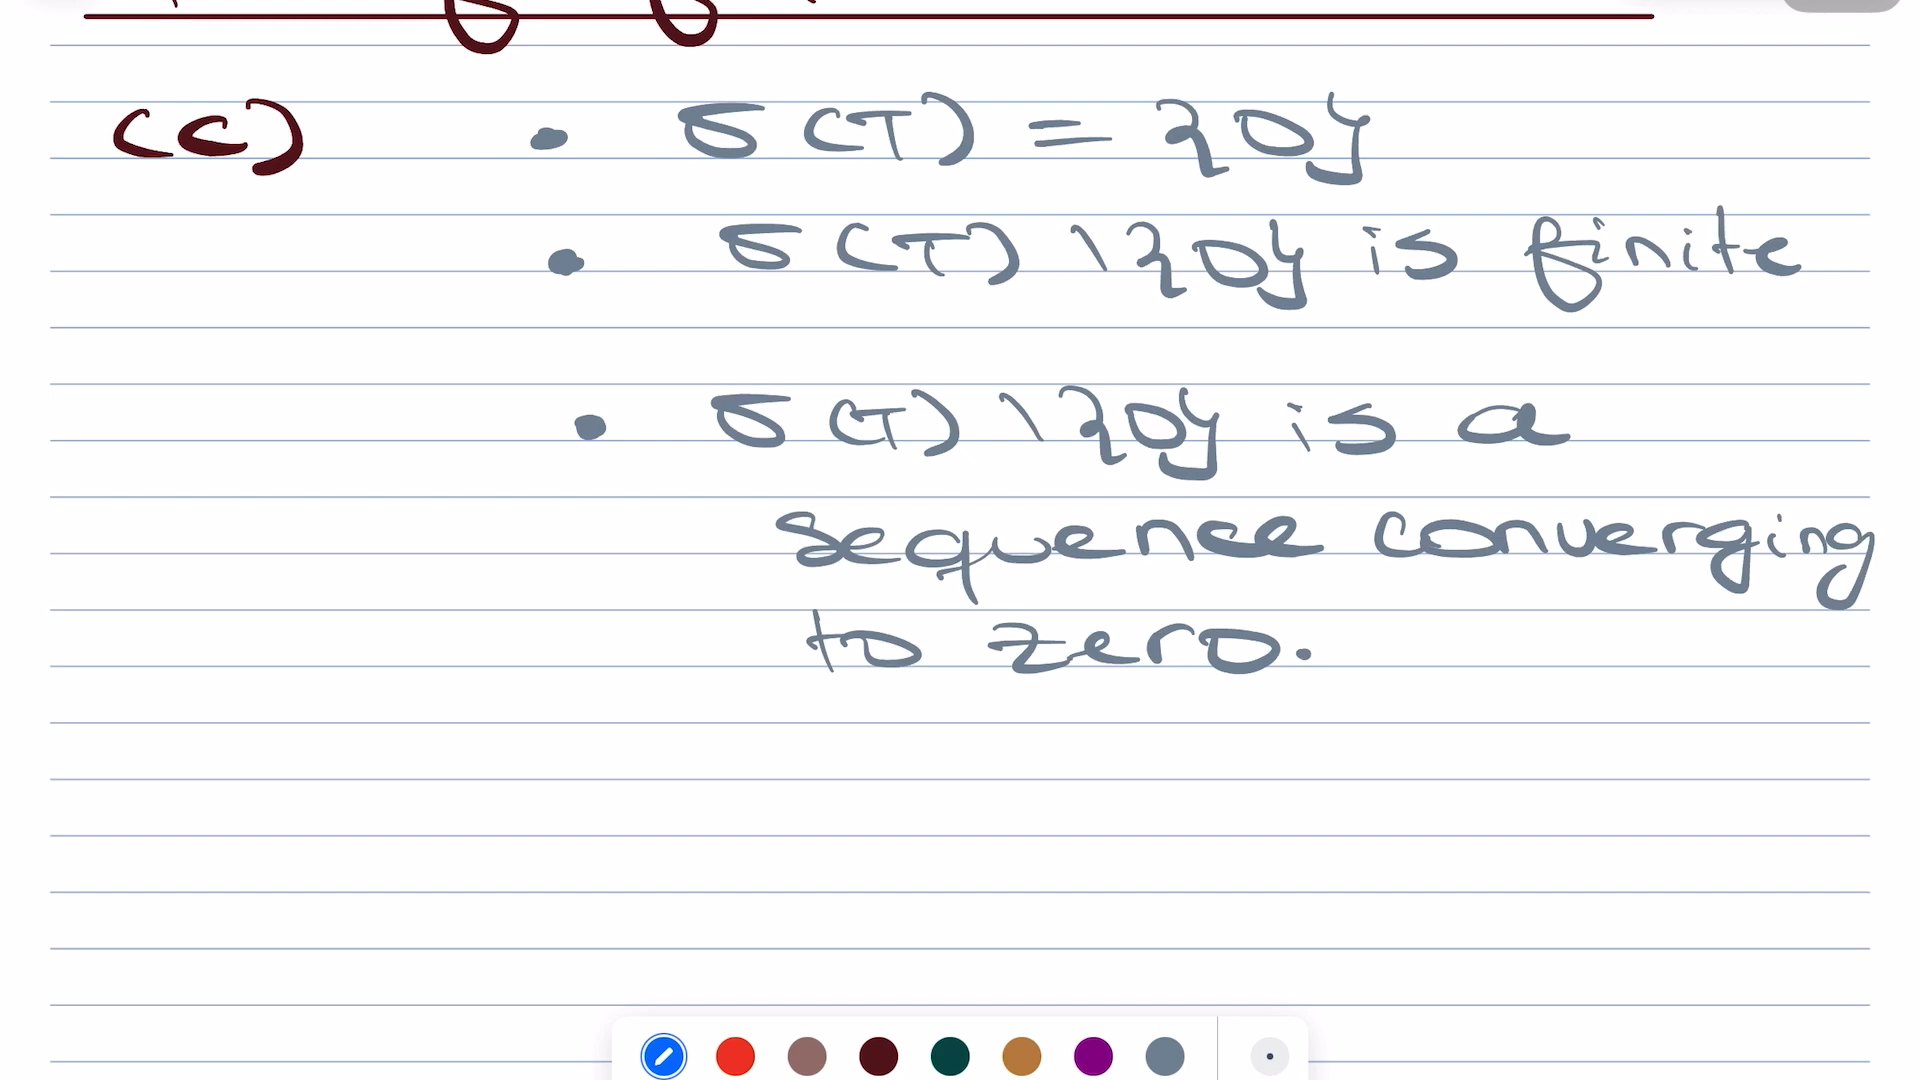 (c) • σ(T) = {0}
• σ(T) \ {0} is finite
• σ(T) \ {0} is a
sequence converging
to zero.